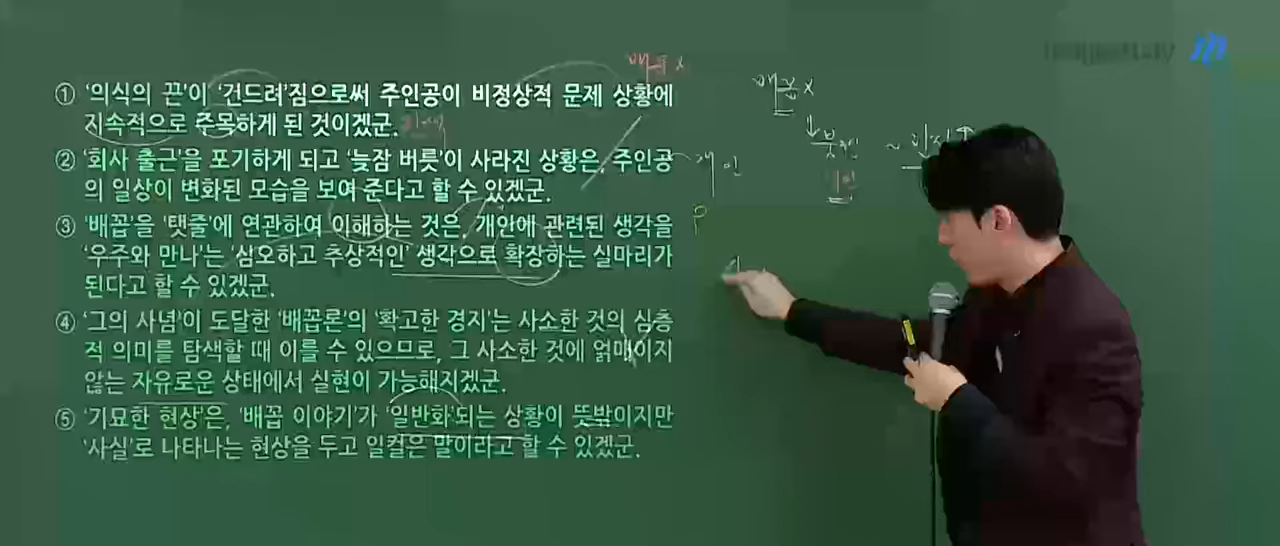 ① '의식의 끈'이 '건드려'짐으로써 주인공이 비정상적 문제 상황에
지속적으로 주목하게 된 것이겠군.
② '회사 출근'을 포기하게 되고 '늦잠 버릇'이 사라진 상황은, 주인공
의 일상이 변화된 모습을 보여 준다고 할 수 있겠군.
③ '배꼽'을 '탯줄'에 연관하여 이해하는 것은, 개안에 관련된 생각을
'우주와 만나'는 '심오하고 추상적인' 생각으로 확장하는 실마리가
된다고 할 수 있겠군.
④ '그의 사념'이 도달한 '배꼽론'의 '확고한 경지'는 사소한 것의 심층
적 의미를 탐색할 때 이를 수 있으므로, 그 사소한 것에 얽매이지
않는 자유로운 상태에서 실현이 가능해지겠군.
⑤ '기묘한 현상'은, '배꼽 이야기'가 '일반화'되는 상황이 뜻밖이지만
'사실'로 나타나는 현상을 두고 일컬은 말이라고 할 수 있겠군.
배꼽 x
배꼽 x
개인
P